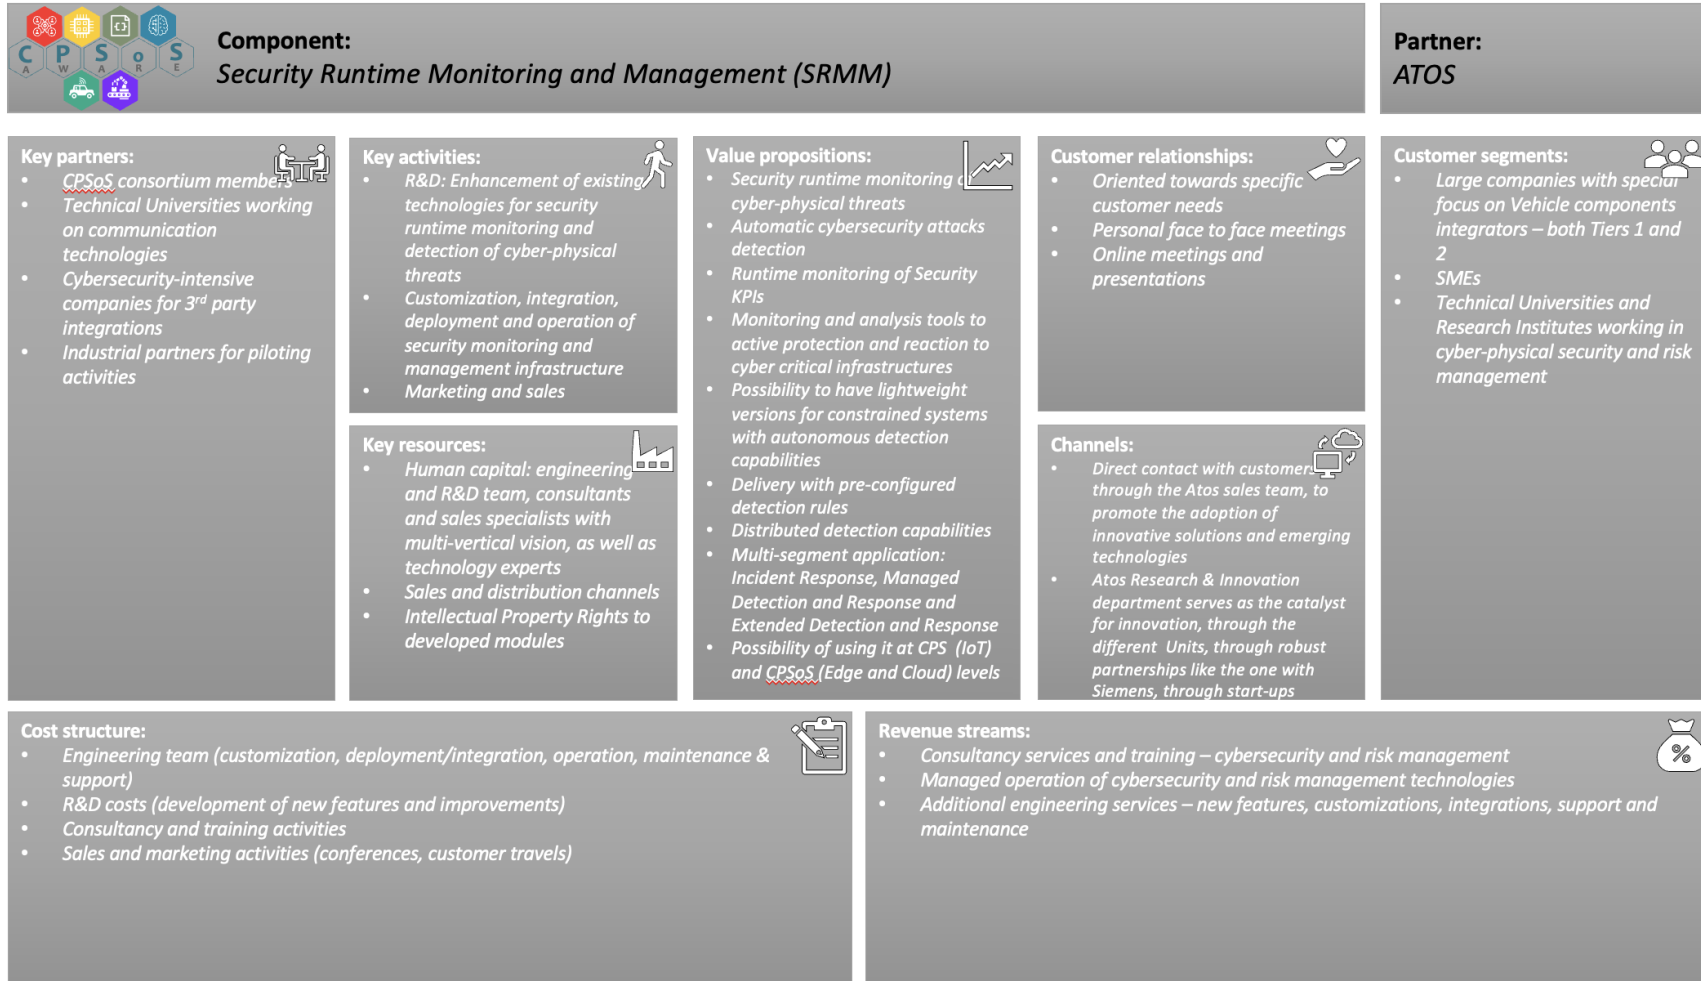 C P S o S
A W A R E
Component:
Security Runtime Monitoring and Management (SRMM)
Partner:
ATOS
Key partners:
• CPSoS consortium members
• Technical Universities working
on communication
technologies
• Cybersecurity-intensive
companies for 3rd party
integrations
• Industrial partners for piloting
activities
Key activities:
• R&D: Enhancement of existing
technologies for security
runtime monitoring and
detection of cyber-physical
threats
• Customization, integration,
deployment and operation of
security monitoring and
management infrastructure
• Marketing and sales
Key resources:
• Human capital: engineering
and R&D team, consultants
and sales specialists with
multi-vertical vision, as well as
technology experts
• Sales and distribution channels
• Intellectual Property Rights to
developed modules
Value propositions:
• Security runtime monitoring of
cyber-physical threats
• Automatic cybersecurity attacks
detection
• Runtime monitoring of Security
KPIs
• Monitoring and analysis tools to
active protection and reaction to
cyber critical infrastructures
• Possibility to have lightweight
versions for constrained systems
with autonomous detection
capabilities
• Delivery with pre-configured
detection rules
• Distributed detection capabilities
• Multi-segment application:
Incident Response, Managed
Detection and Response and
Extended Detection and Response
• Possibility of using it at CPS (IoT)
and CPSoS (Edge and Cloud) levels
Customer relationships:
• Oriented towards specific
customer needs
• Personal face to face meetings
• Online meetings and
presentations
Channels:
• Direct contact with customers
through the Atos sales team, to
promote the adoption of
innovative solutions and emerging
technologies
• Atos Research & Innovation
department serves as the catalyst
for innovation, through the
different Units, through robust
partnerships like the one with
Siemens, through start-ups
Customer segments:
• Large companies with special
focus on Vehicle components
integrators – both Tiers 1 and
2
• SMEs
• Technical Universities and
Research Institutes working in
cyber-physical security and risk
management
Cost structure:
• Engineering team (customization, deployment/integration, operation, maintenance &
support)
• R&D costs (development of new features and improvements)
• Consultancy and training activities
• Sales and marketing activities (conferences, customer travels)
Revenue streams:
• Consultancy services and training – cybersecurity and risk management
• Managed operation of cybersecurity and risk management technologies
• Additional engineering services – new features, customizations, integrations, support and
maintenance
%